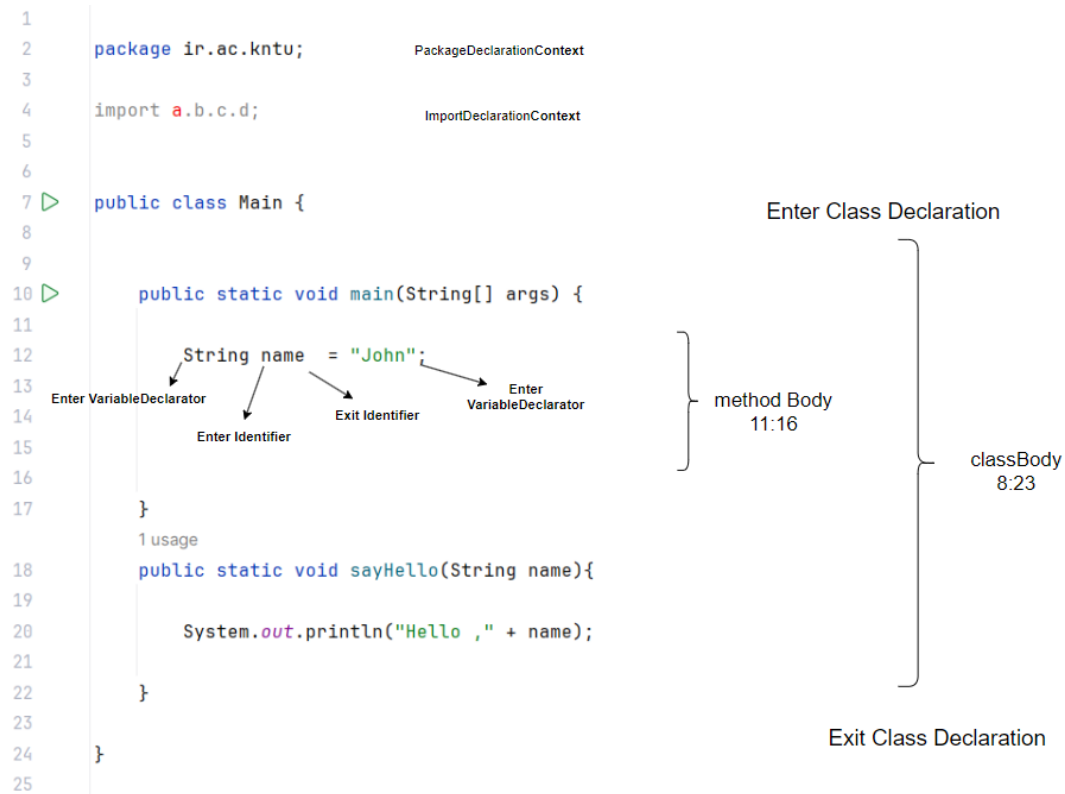 1
2 package ir.ac.kntu; PackageDeclarationContext
3
4 import a.b.c.d; ImportDeclarationContext
5
6
7 public class Main {
Enter Class Declaration
8
9
10 public static void main(String[] args) {
11
12 String name = "John";
13 Enter VariableDeclarator
Enter
VariableDeclarator
14 Enter Identifier
Exit Identifier
method Body
11:16
15
16
classBody
8:23
17 }
1 usage
18 public static void sayHello(String name){
19
20 System.out.println("Hello ," + name);
21
22 }
23
Exit Class Declaration
24 }
25